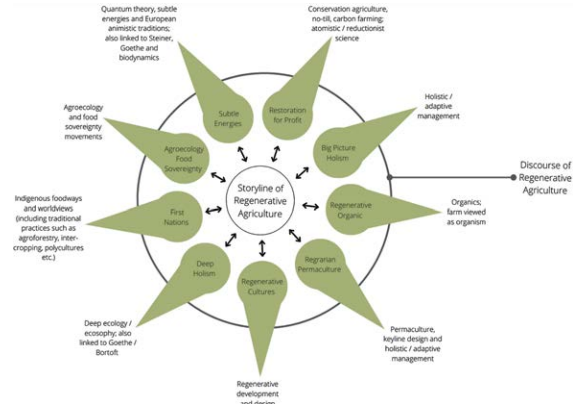 Quantum theory, subtle
energies and European
animistic traditions;
also linked to Steiner,
Goethe and
biodynamics
Conservation agriculture,
no-till, carbon farming;
atomistic / reductionist
science
Subtle
Energies
Restoration
for Profit
Holistic /
adaptive
management
Agroecology
and food
sovereignty
movements
Agroecology
Food
Sovereignty
Big Picture
Holism
Discourse of
Regenerative
Agriculture
Storyline of
Regenerative
Agriculture
Indigenous foodways
and worldviews
(including traditional
practices such as
agroforestry, inter-
cropping, polycultures
etc.)
First
Nations
Regenerative
Organic
Organics;
farm viewed
as organism
Deep
Holism
Regenerative
Cultures
Regrarian
Permaculture
Deep ecology /
ecosophy; also
linked to Goethe /
Bortoft
Permaculture,
keyline design and
holistic / adaptive
management
Regenerative
development
and design